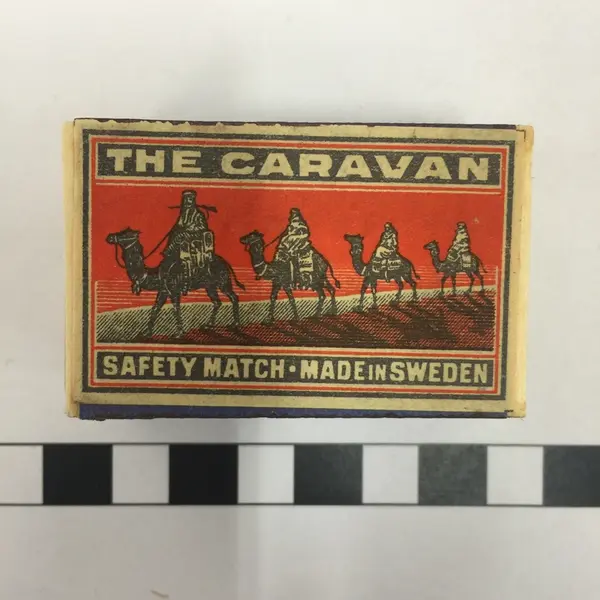 THE CARAVAN
SAFETY MATCH · MADE IN SWEDEN